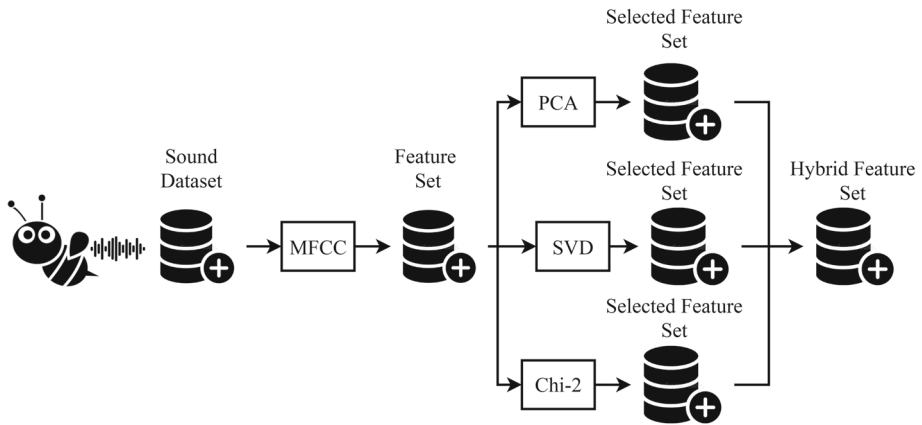 Sound
Dataset
MFCC
Feature
Set
PCA
Selected Feature
Set
SVD
Selected Feature
Set
Chi-2
Selected Feature
Set
Hybrid Feature
Set